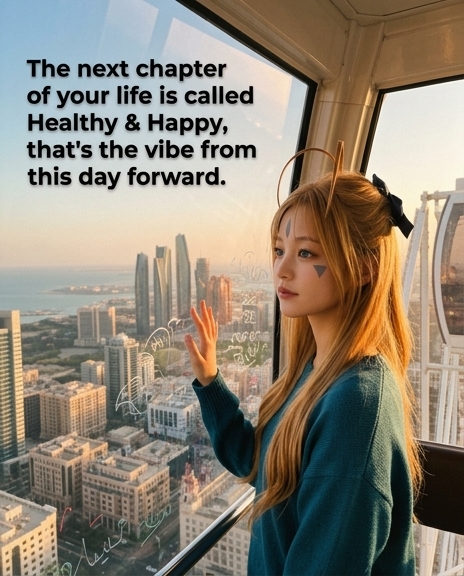 The next chapter
of your life is called
Healthy & Happy,
that's the vibe from
this day forward.